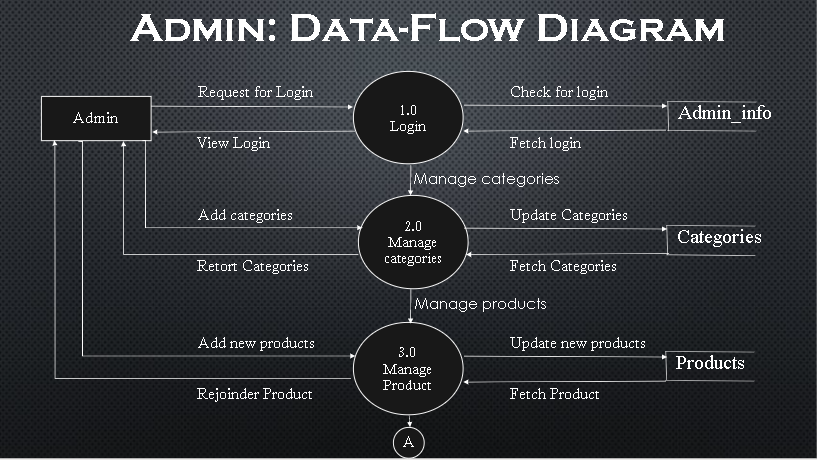 ADMIN: DATA-FLOW DIAGRAM
Request for Login
Check for login
Admin
1.0
Login
Admin_info
View Login
Fetch login
Manage categories
Add categories
Update Categories
2.0
Manage
categories
Categories
Retort Categories
Fetch Categories
Manage products
Add new products
Update new products
3.0
Manage
Product
Products
Rejoinder Product
Fetch Product
A